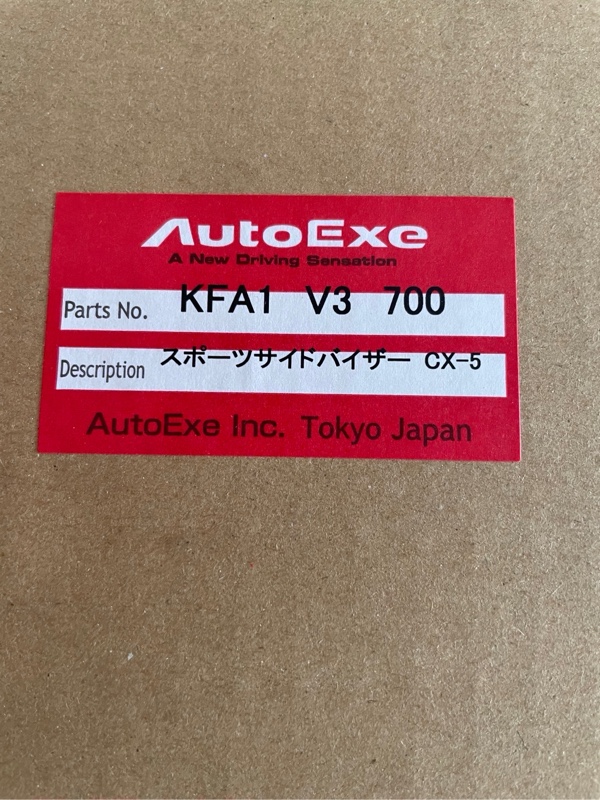 AutoExe
A New Driving Sensation
Parts No. KFA1 V3 700
Description スポーツサイドバイザー CX-5
AutoExe Inc. Tokyo Japan